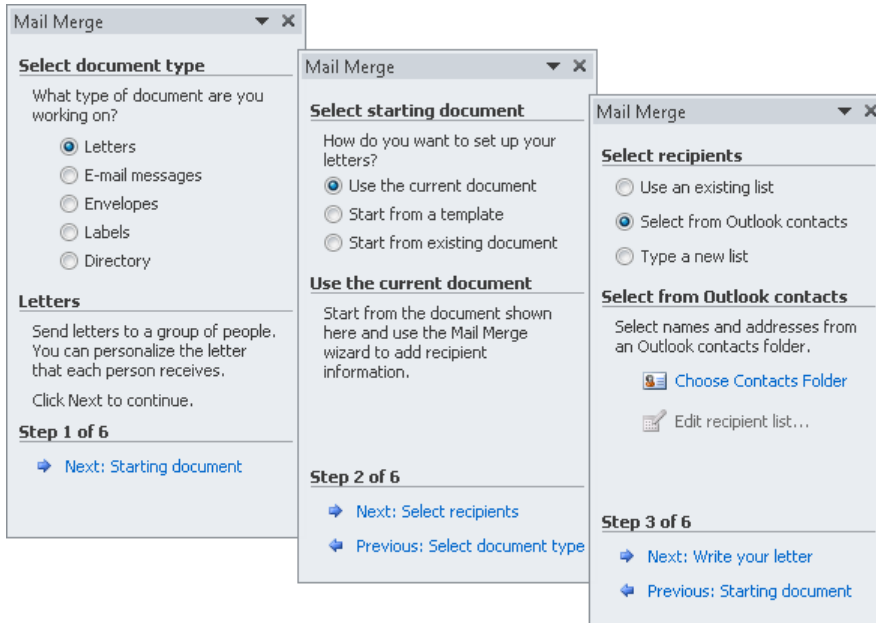 Mail Merge
Select document type
What type of document are you
working on?
Letters
E-mail messages
Envelopes
Labels
Directory
Letters
Send letters to a group of people.
You can personalize the letter
that each person receives.
Click Next to continue.
Step 1 of 6
Next: Starting document
Mail Merge
Select starting document
How do you want to set up your
letters?
Use the current document
Start from a template
Start from existing document
Use the current document
Start from the document shown
here and use the Mail Merge
wizard to add recipient
information.
Step 2 of 6
Next: Select recipients
Previous: Select document type
Mail Merge
Select recipients
Use an existing list
Select from Outlook contacts
Type a new list
Select from Outlook contacts
Select names and addresses from
an Outlook contacts folder.
Choose Contacts Folder
Edit recipient list...
Step 3 of 6
Next: Write your letter
Previous: Starting document